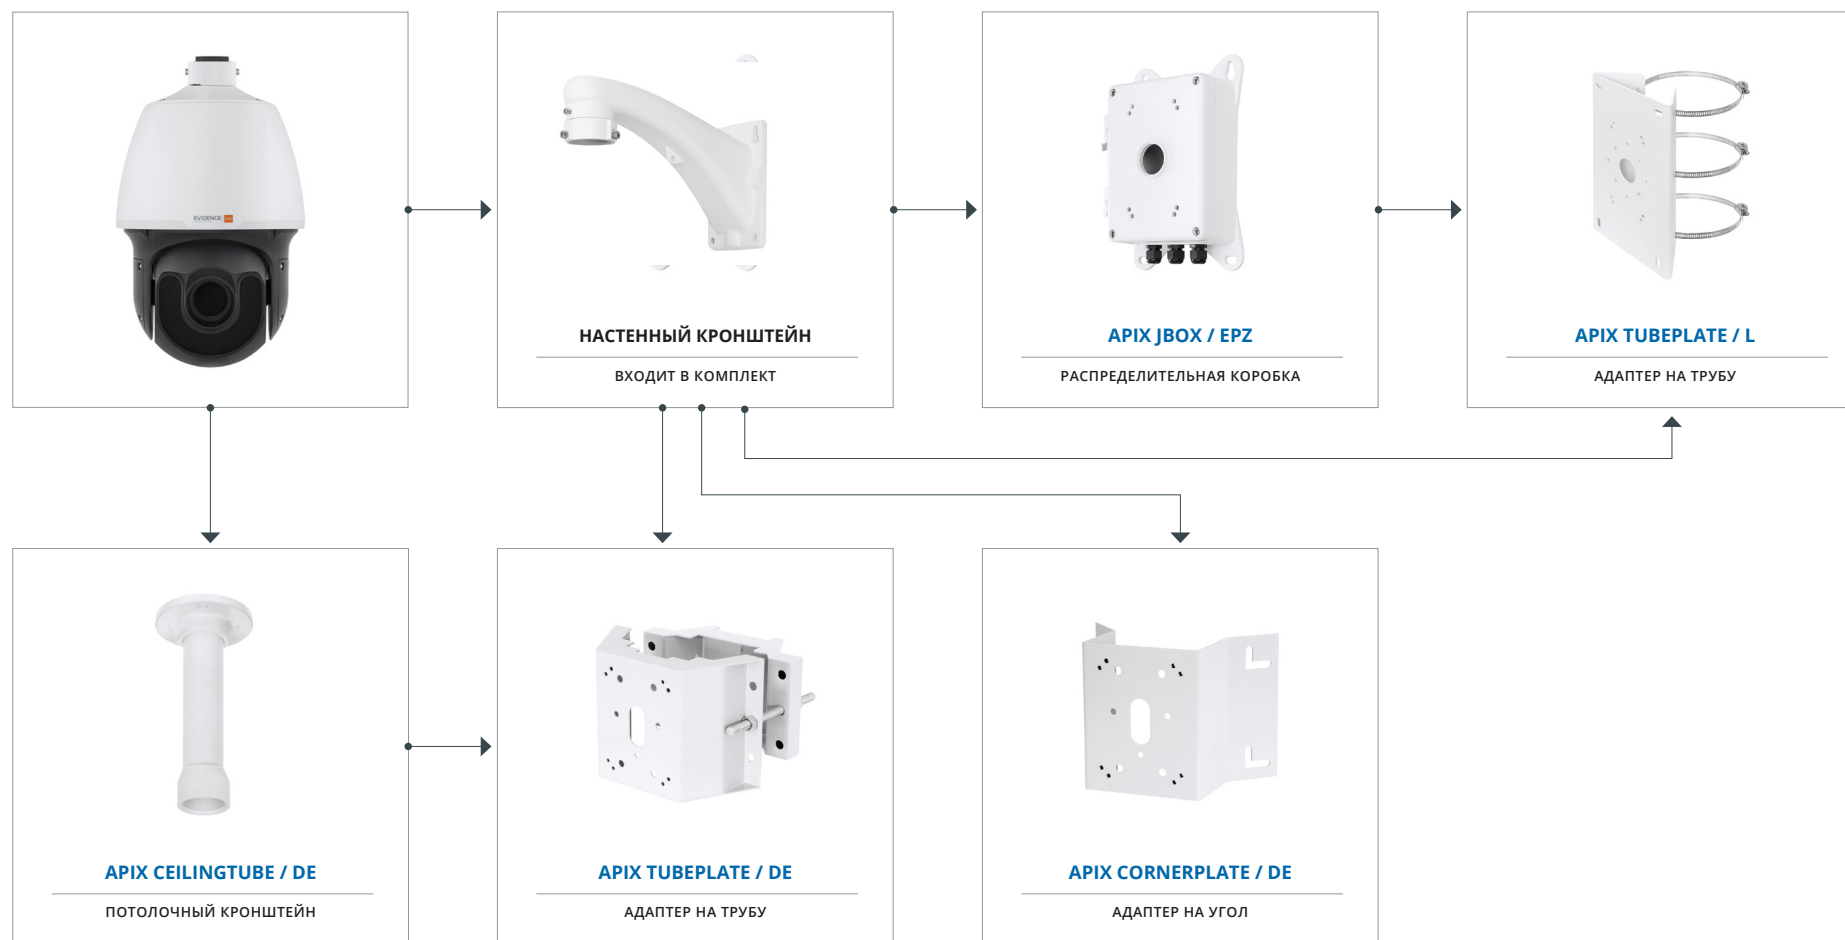 EVIDENCE
НАСТЕННЫЙ КРОНШТЕЙН
ВХОДИТ В КОМПЛЕКТ
APIX JBOX / EPZ
РАСПРЕДЕЛИТЕЛЬНАЯ КОРОБКА
APIX TUBEPLATE / L
АДАПТЕР НА ТРУБУ
APIX CEILINGTUBE / DE
ПОТОЛОЧНЫЙ КРОНШТЕЙН
APIX TUBEPLATE / DE
АДАПТЕР НА ТРУБУ
APIX CORNERPLATE / DE
АДАПТЕР НА УГОЛ